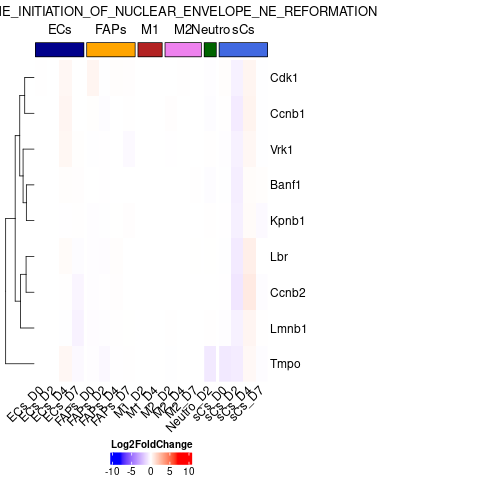 INITIATION_OF_NUCLEAR_ENVELOPE_NE_REFORMATION
ECs FAPs M1 M2 Neutro sCs
Cdk1
Ccnb1
Vrk1
Banf1
Kpnb1
Lbr
Ccnb2
Lmnb1
Tmpo
ECs_D0 ECs_D2 ECs_D4 ECs_D7 FAPs_D0 FAPs_D2 FAPs_D4 FAPs_D7 M1_D2 M1_D4 M2_D2 M2_D4 M2_D7 Neutro_D2 sCs_D0 sCs_D2 sCs_D4 sCs_D7
Log2FoldChange
-10 -5 0 5 10